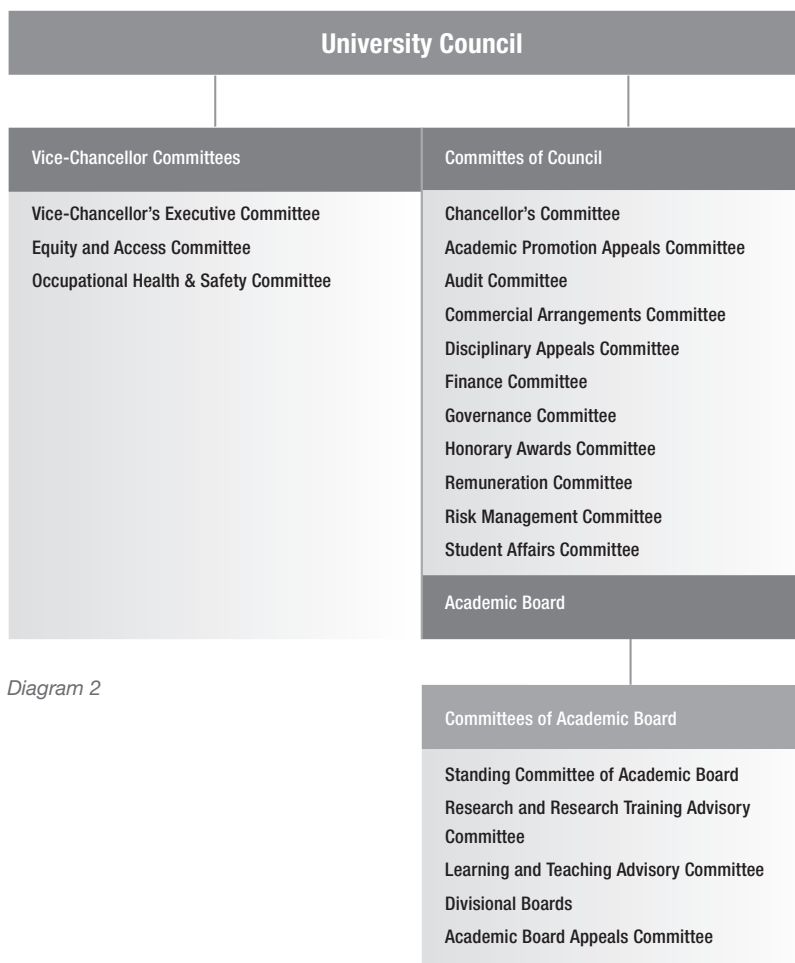 University Council
Vice-Chancellor Committees
Vice-Chancellor's Executive Committee
Equity and Access Committee
Occupational Health & Safety Committee
Committes of Council
Chancellor's Committee
Academic Promotion Appeals Committee
Audit Committee
Commercial Arrangements Committee
Disciplinary Appeals Committee
Finance Committee
Governance Committee
Honorary Awards Committee
Remuneration Committee
Risk Management Committee
Student Affairs Committee
Academic Board
Diagram 2
Committees of Academic Board
Standing Committee of Academic Board
Research and Research Training Advisory
Committee
Learning and Teaching Advisory Committee
Divisional Boards
Academic Board Appeals Committee